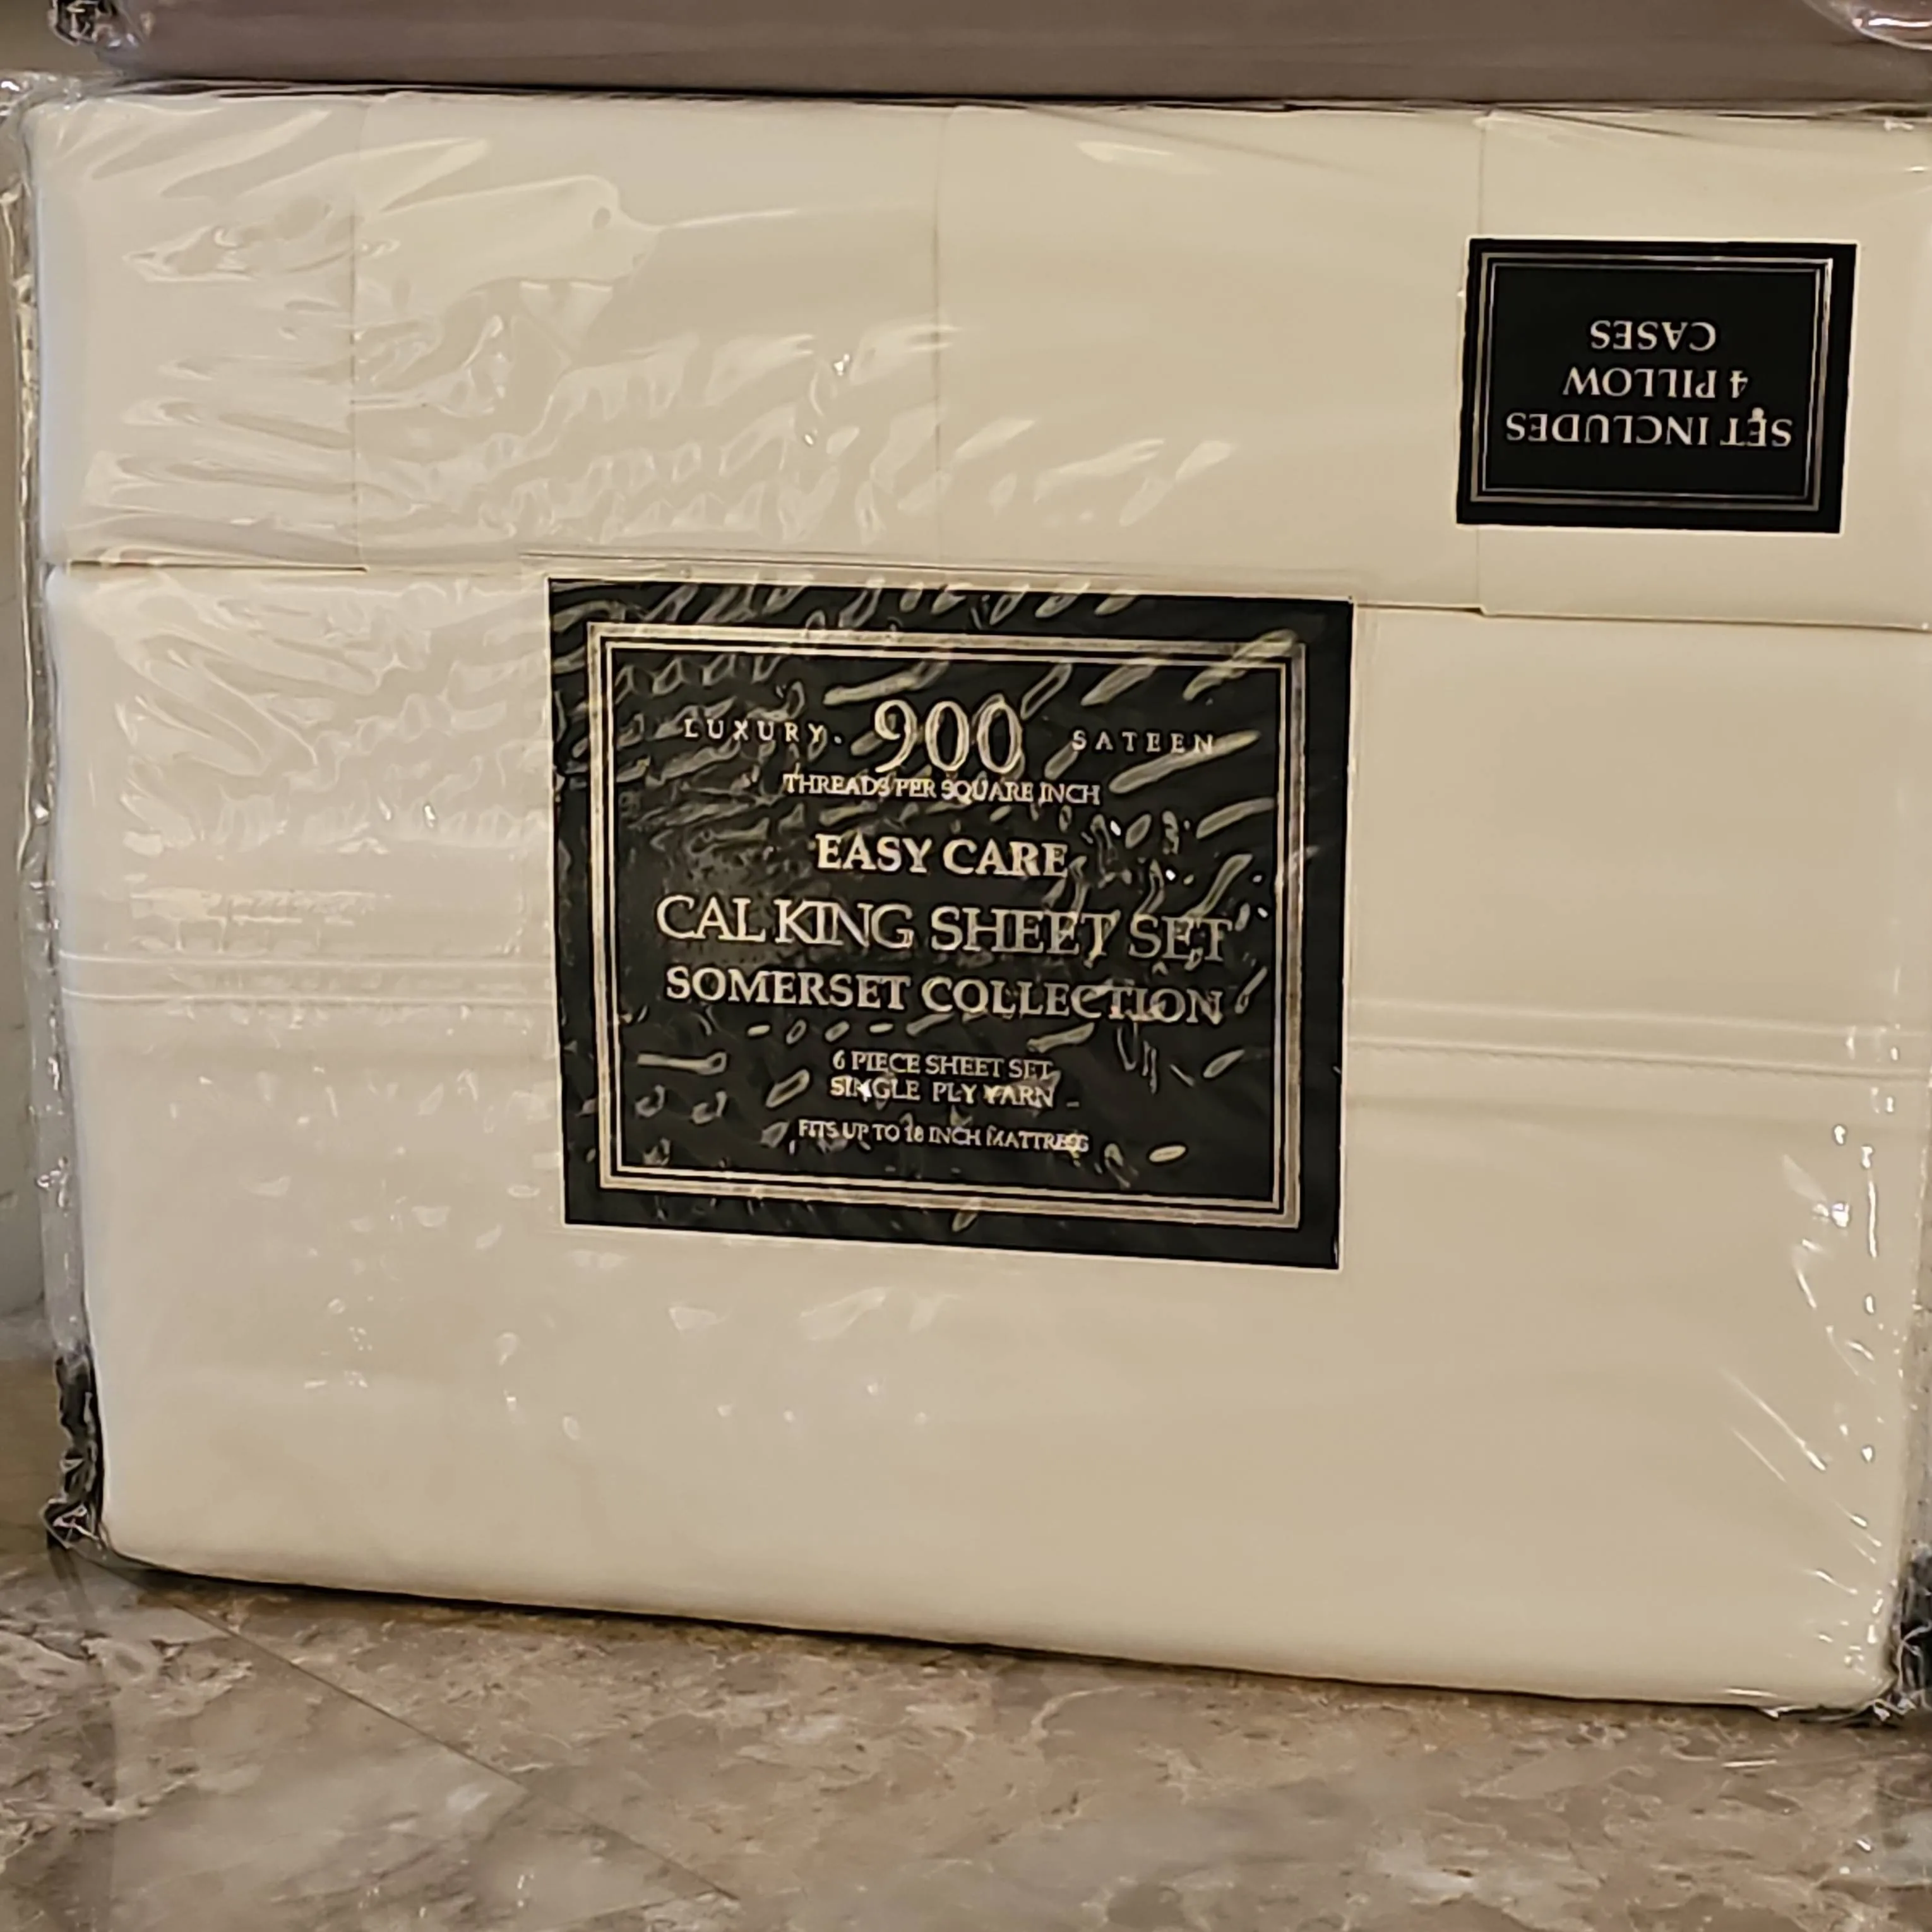 SET INCLUDES
4 PILLOW
CASES
LUXURY 900 SATEEN
THREADS PER SQUARE INCH
EASY CARE
CAL KING SHEET SET
SOMERSET COLLECTION
6 PIECE SHEET SET
SINGLE PLY YARN
FITS UP TO 18 INCH MATTRESS